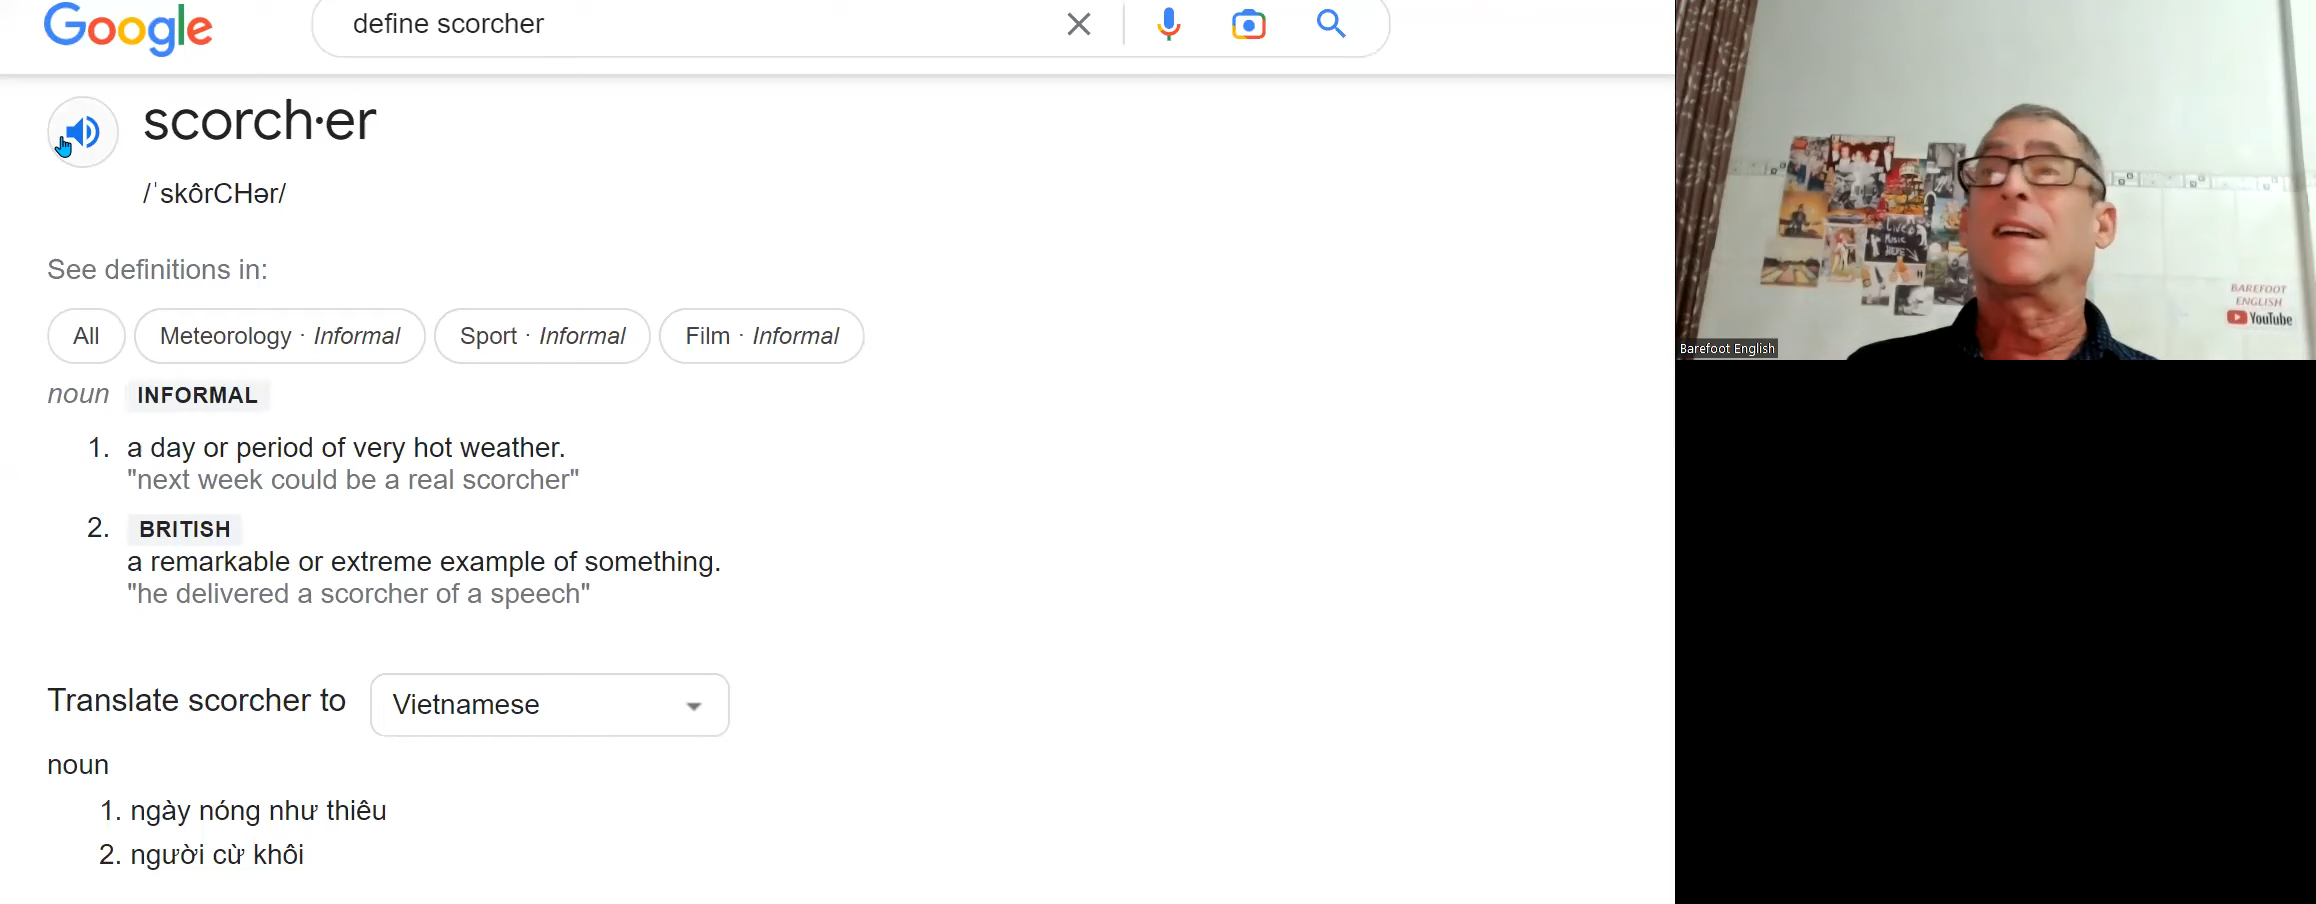 Google
define scorcher
scorch·er
/ˈskôrCHər/
See definitions in:
All
Meteorology · Informal
Sport · Informal
Film · Informal
noun INFORMAL
1. a day or period of very hot weather.
"next week could be a real scorcher"
2. BRITISH
a remarkable or extreme example of something.
"he delivered a scorcher of a speech"
Translate scorcher to Vietnamese
noun
1. ngày nóng như thiêu
2. người cừ khôi
LIVE
MUSIC
HERE
BAREFOOT
ENGLISH
YouTube
Barefoot English